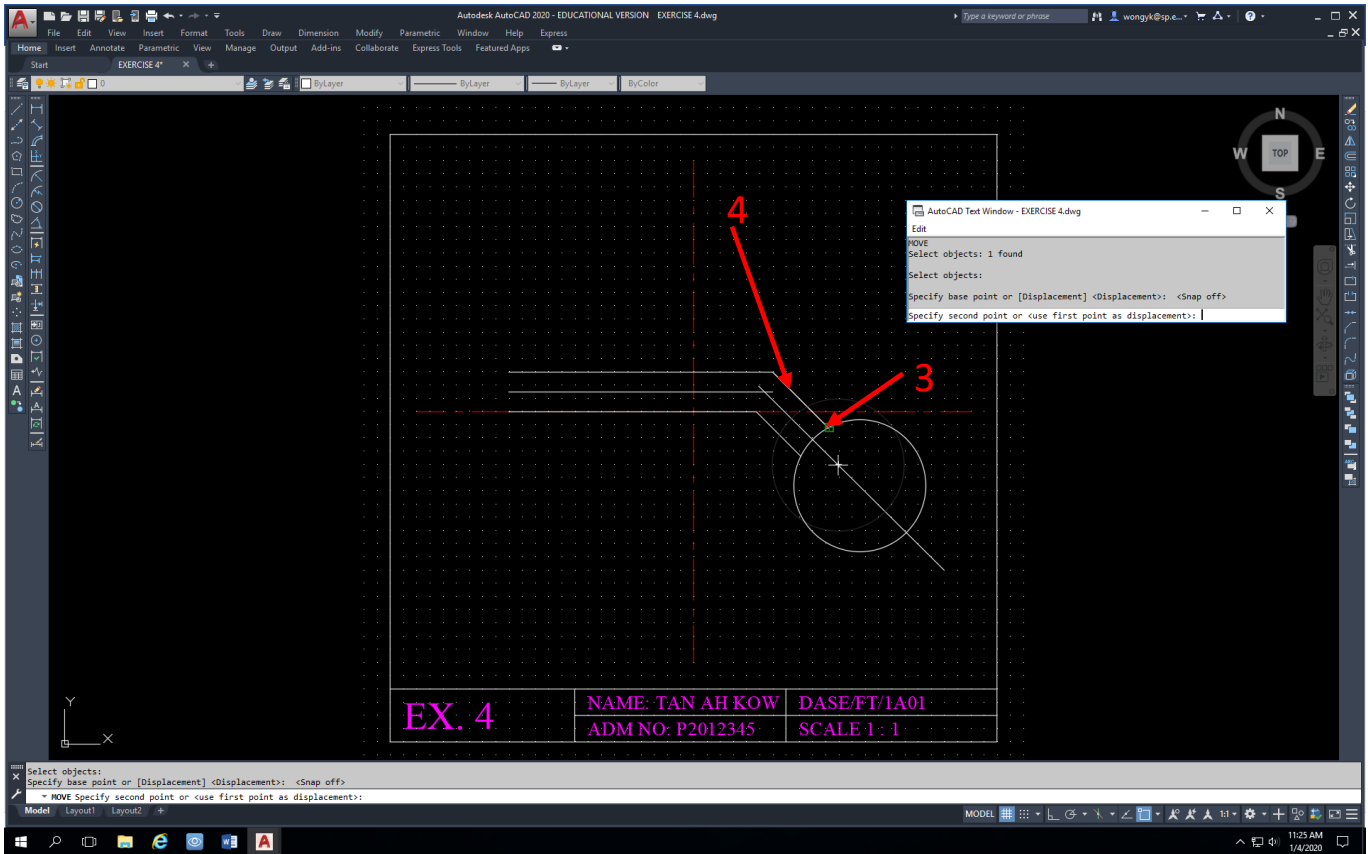 Autodesk AutoCAD 2020 - EDUCATIONAL VERSION EXERCISE 4.dwg
Type a keyword or phrase
wongyk@sp.e...
File Edit View Insert Format Tools Draw Dimension Modify Parametric Window Help Express
Home Insert Annotate Parametric View Manage Output Add-ins Collaborate Express Tools Featured Apps
Start EXERCISE 4*
0 ByLayer ByLayer ByLayer ByColor
N
W TOP E
S
4
AutoCAD Text Window - EXERCISE 4.dwg
Edit
MOVE
Select objects: 1 found
Select objects:
Specify base point or [Displacement] <Displacement>: <Snap off>
Specify second point or <use first point as displacement>:
3
EX. 4
NAME: TAN AH KOW
DASE/FT/1A01
ADM NO: P2012345
SCALE 1 : 1
Y
X
Select objects:
Specify base point or [Displacement] <Displacement>: <Snap off>
MOVE Specify second point or <use first point as displacement>:
Model Layout1 Layout2 +
MODEL 1:1
11:25 AM
1/4/2020